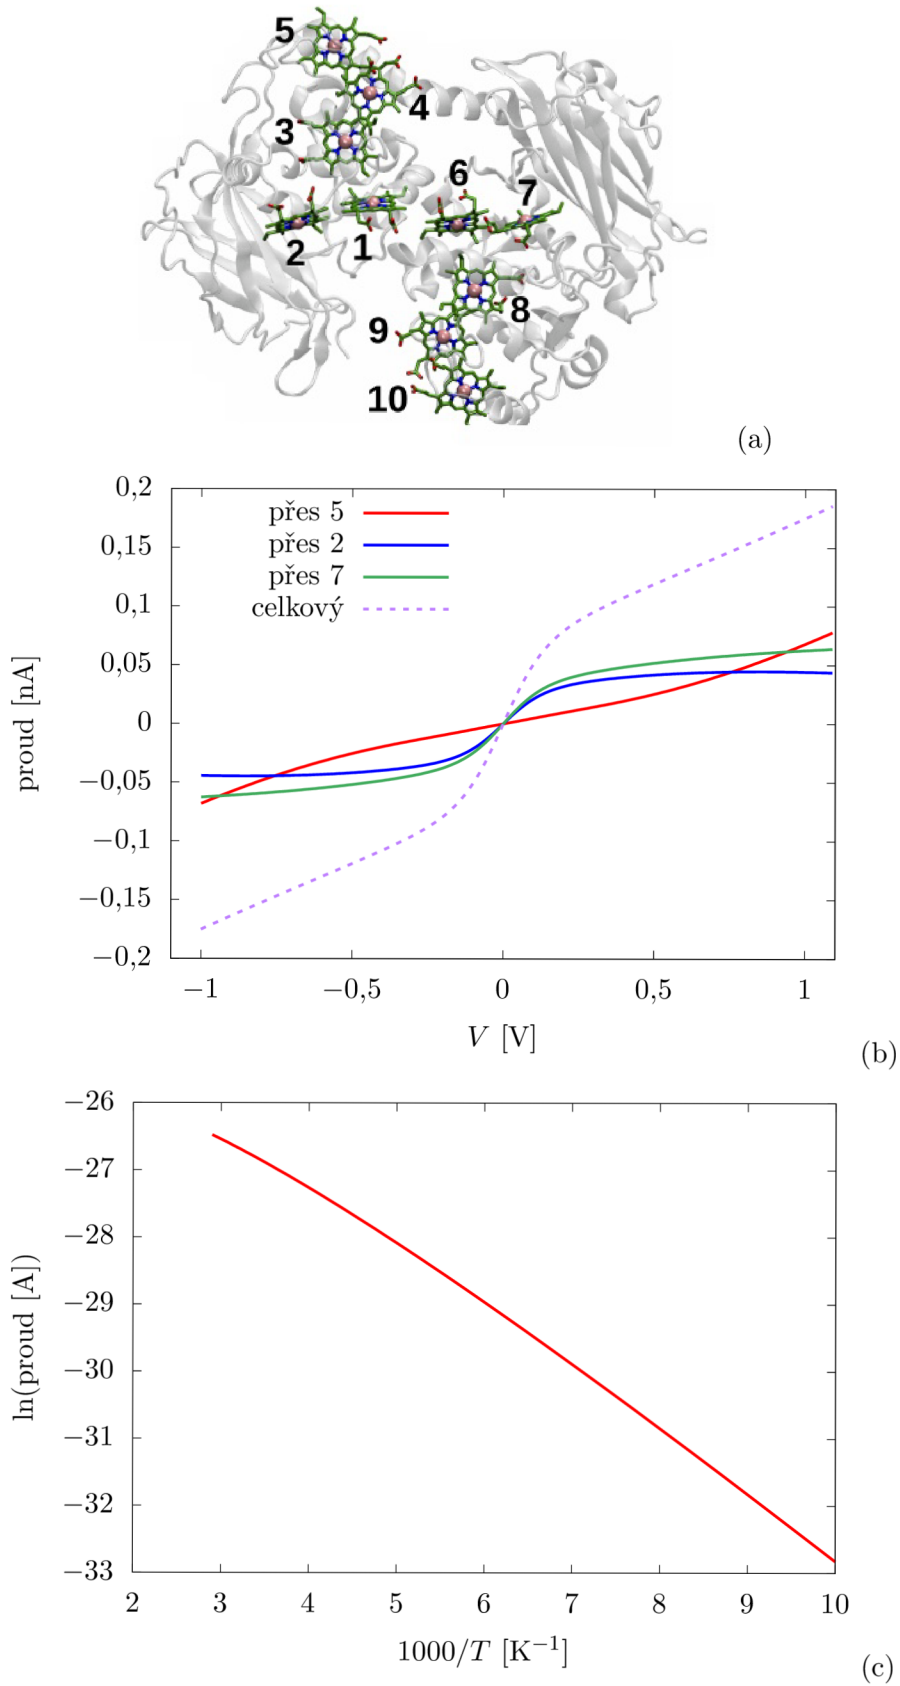 5
4
3
6
7
2
1
8
9
10
(a)
0,2
0,15
0,1
0,05
0
−0,05
−0,1
−0,15
−0,2
proud [nA]
přes 5
přes 2
přes 7
celkový
−1 −0,5 0 0,5 1
V [V]
(b)
−26
−27
−28
−29
−30
−31
−32
−33
ln(proud [A])
2 3 4 5 6 7 8 9 10
1000/T [K⁻¹]
(c)